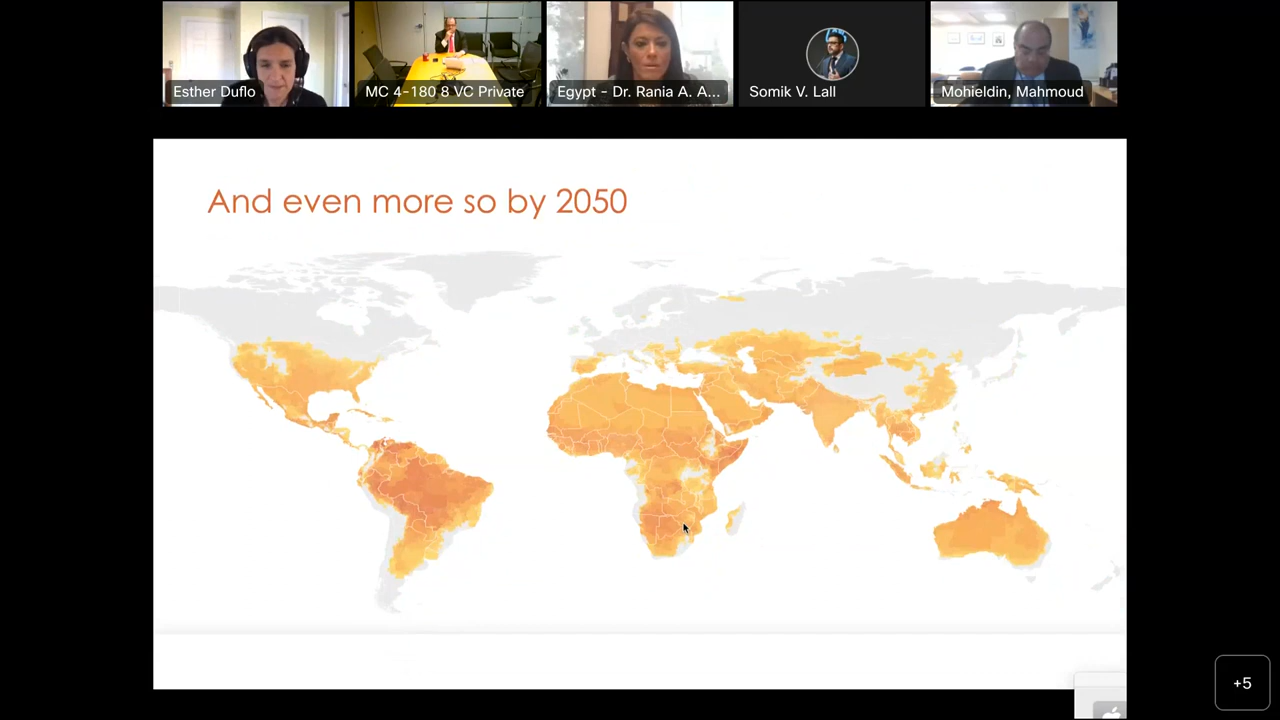 Esther Duflo
MC 4-180 8 VC Private
Egypt - Dr. Rania A. A...
Somik V. Lall
Mohieldin, Mahmoud
And even more so by 2050
+5